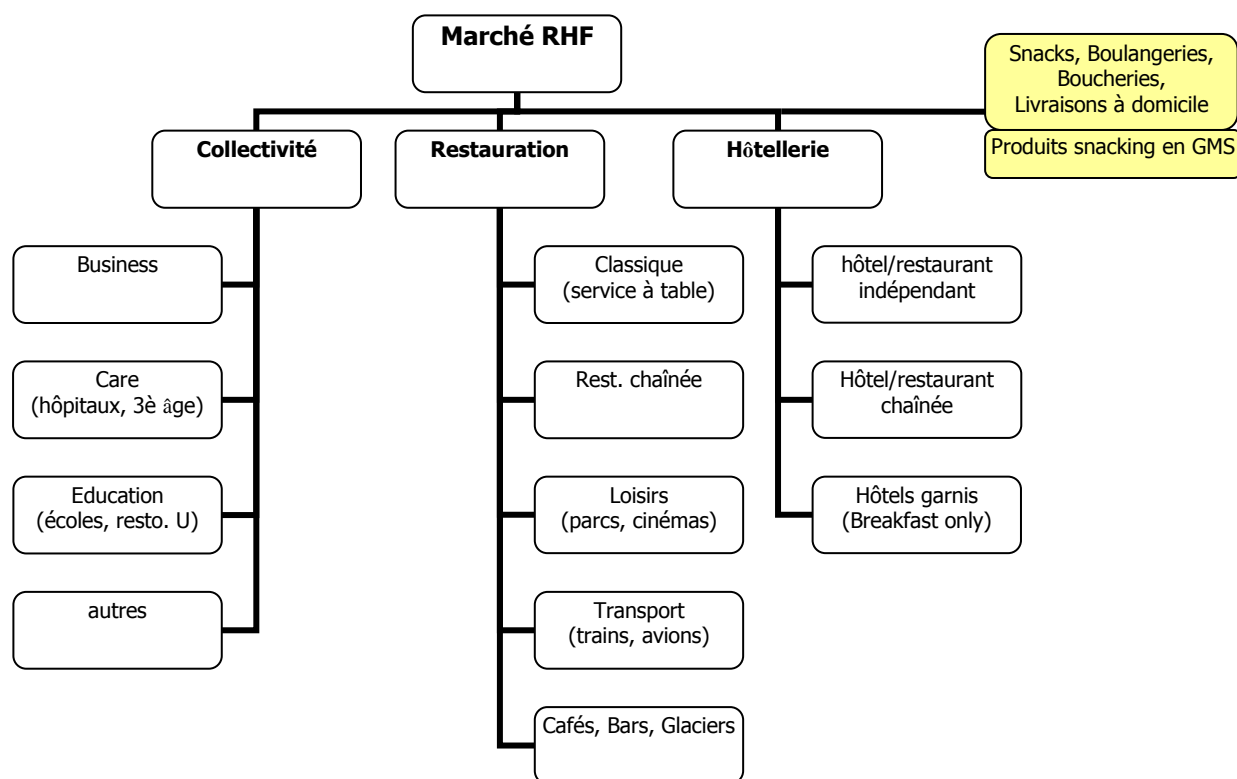 Marché RHF
Snacks, Boulangeries,
Boucheries,
Livraisons à domicile
Produits snacking en GMS
Collectivité
Restauration
Hôtellerie
Business
Classique
(service à table)
hôtel/restaurant
indépendant
Care
(hôpitaux, 3è âge)
Rest. chaînée
Hôtel/restaurant
chaînée
Education
(écoles, resto. U)
Loisirs
(parcs, cinémas)
Hôtels garnis
(Breakfast only)
autres
Transport
(trains, avions)
Cafés, Bars, Glaciers